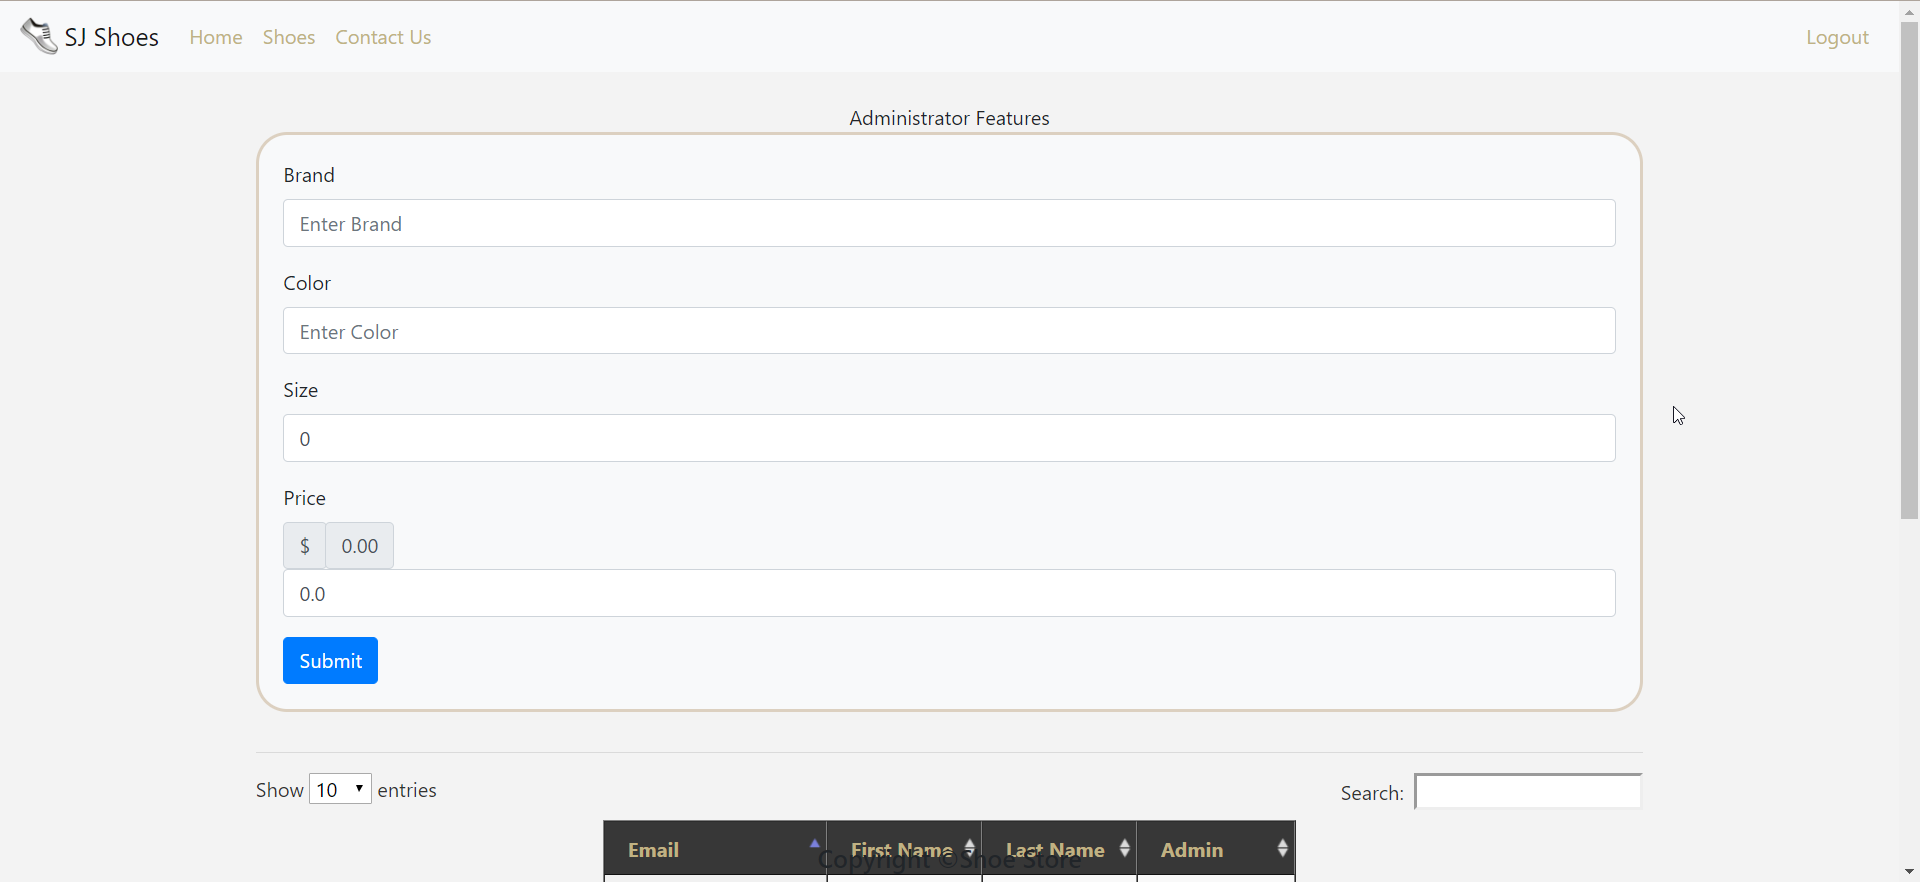 SJ Shoes Home Shoes Contact Us Logout
Administrator Features
Brand
Enter Brand
Color
Enter Color
Size
0
Price
$ 0.00
0.0
Submit
Show 10 entries Search:
Email First Name Last Name Admin
Copyright ©Shoe Store